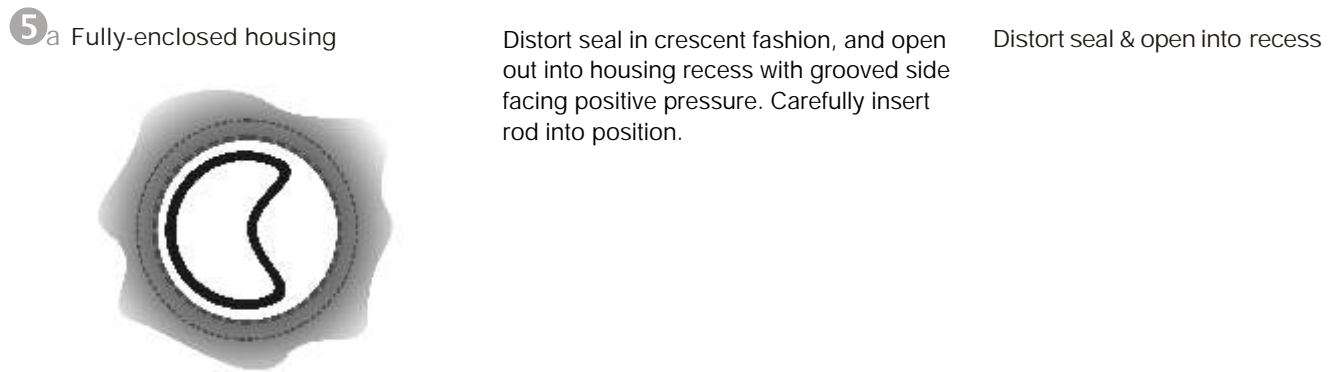 5a Fully-enclosed housing
Distort seal in crescent fashion, and open
out into housing recess with grooved side
facing positive pressure. Carefully insert
rod into position.
Distort seal & open into recess